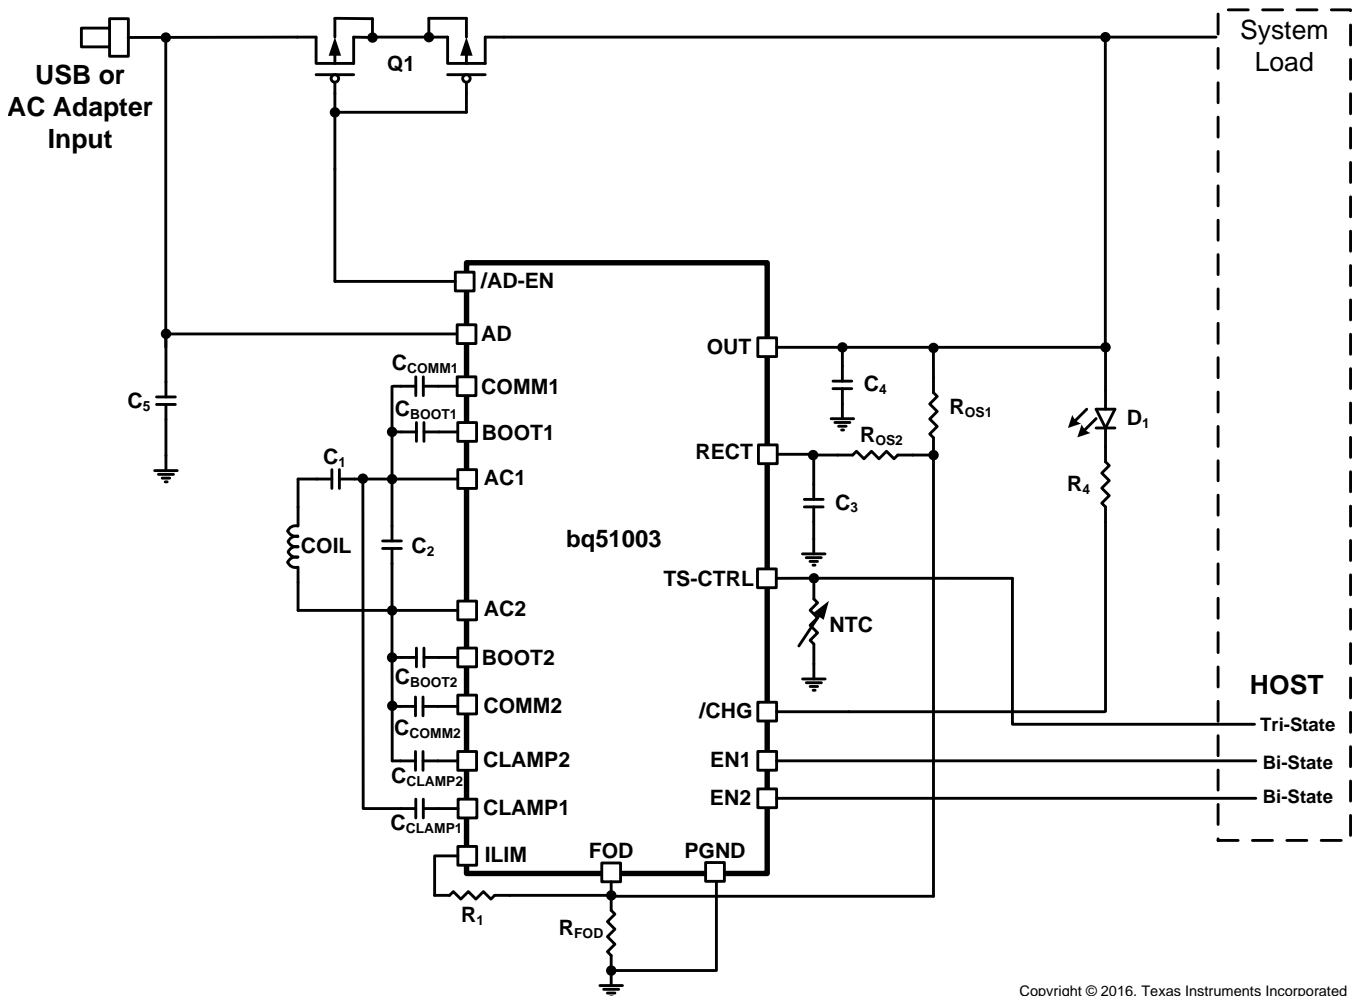 System
Load
Q1
USB or
AC Adapter
Input
/AD-EN
AD
OUT
CCOMM1
COMM1
C5
C4
ROS1
D1
CBOOT1
BOOT1
ROS2
RECT
C1
AC1
R4
C3
COIL
C2
bq51003
TS-CTRL
AC2
NTC
BOOT2
CBOOT2
HOST
COMM2
/CHG
CCOMM2
Tri-State
CLAMP2
EN1
Bi-State
CCLAMP2
EN2
Bi-State
CLAMP1
CCLAMP1
ILIM
FOD
PGND
R1
RFOD
Copyright © 2016, Texas Instruments Incorporated